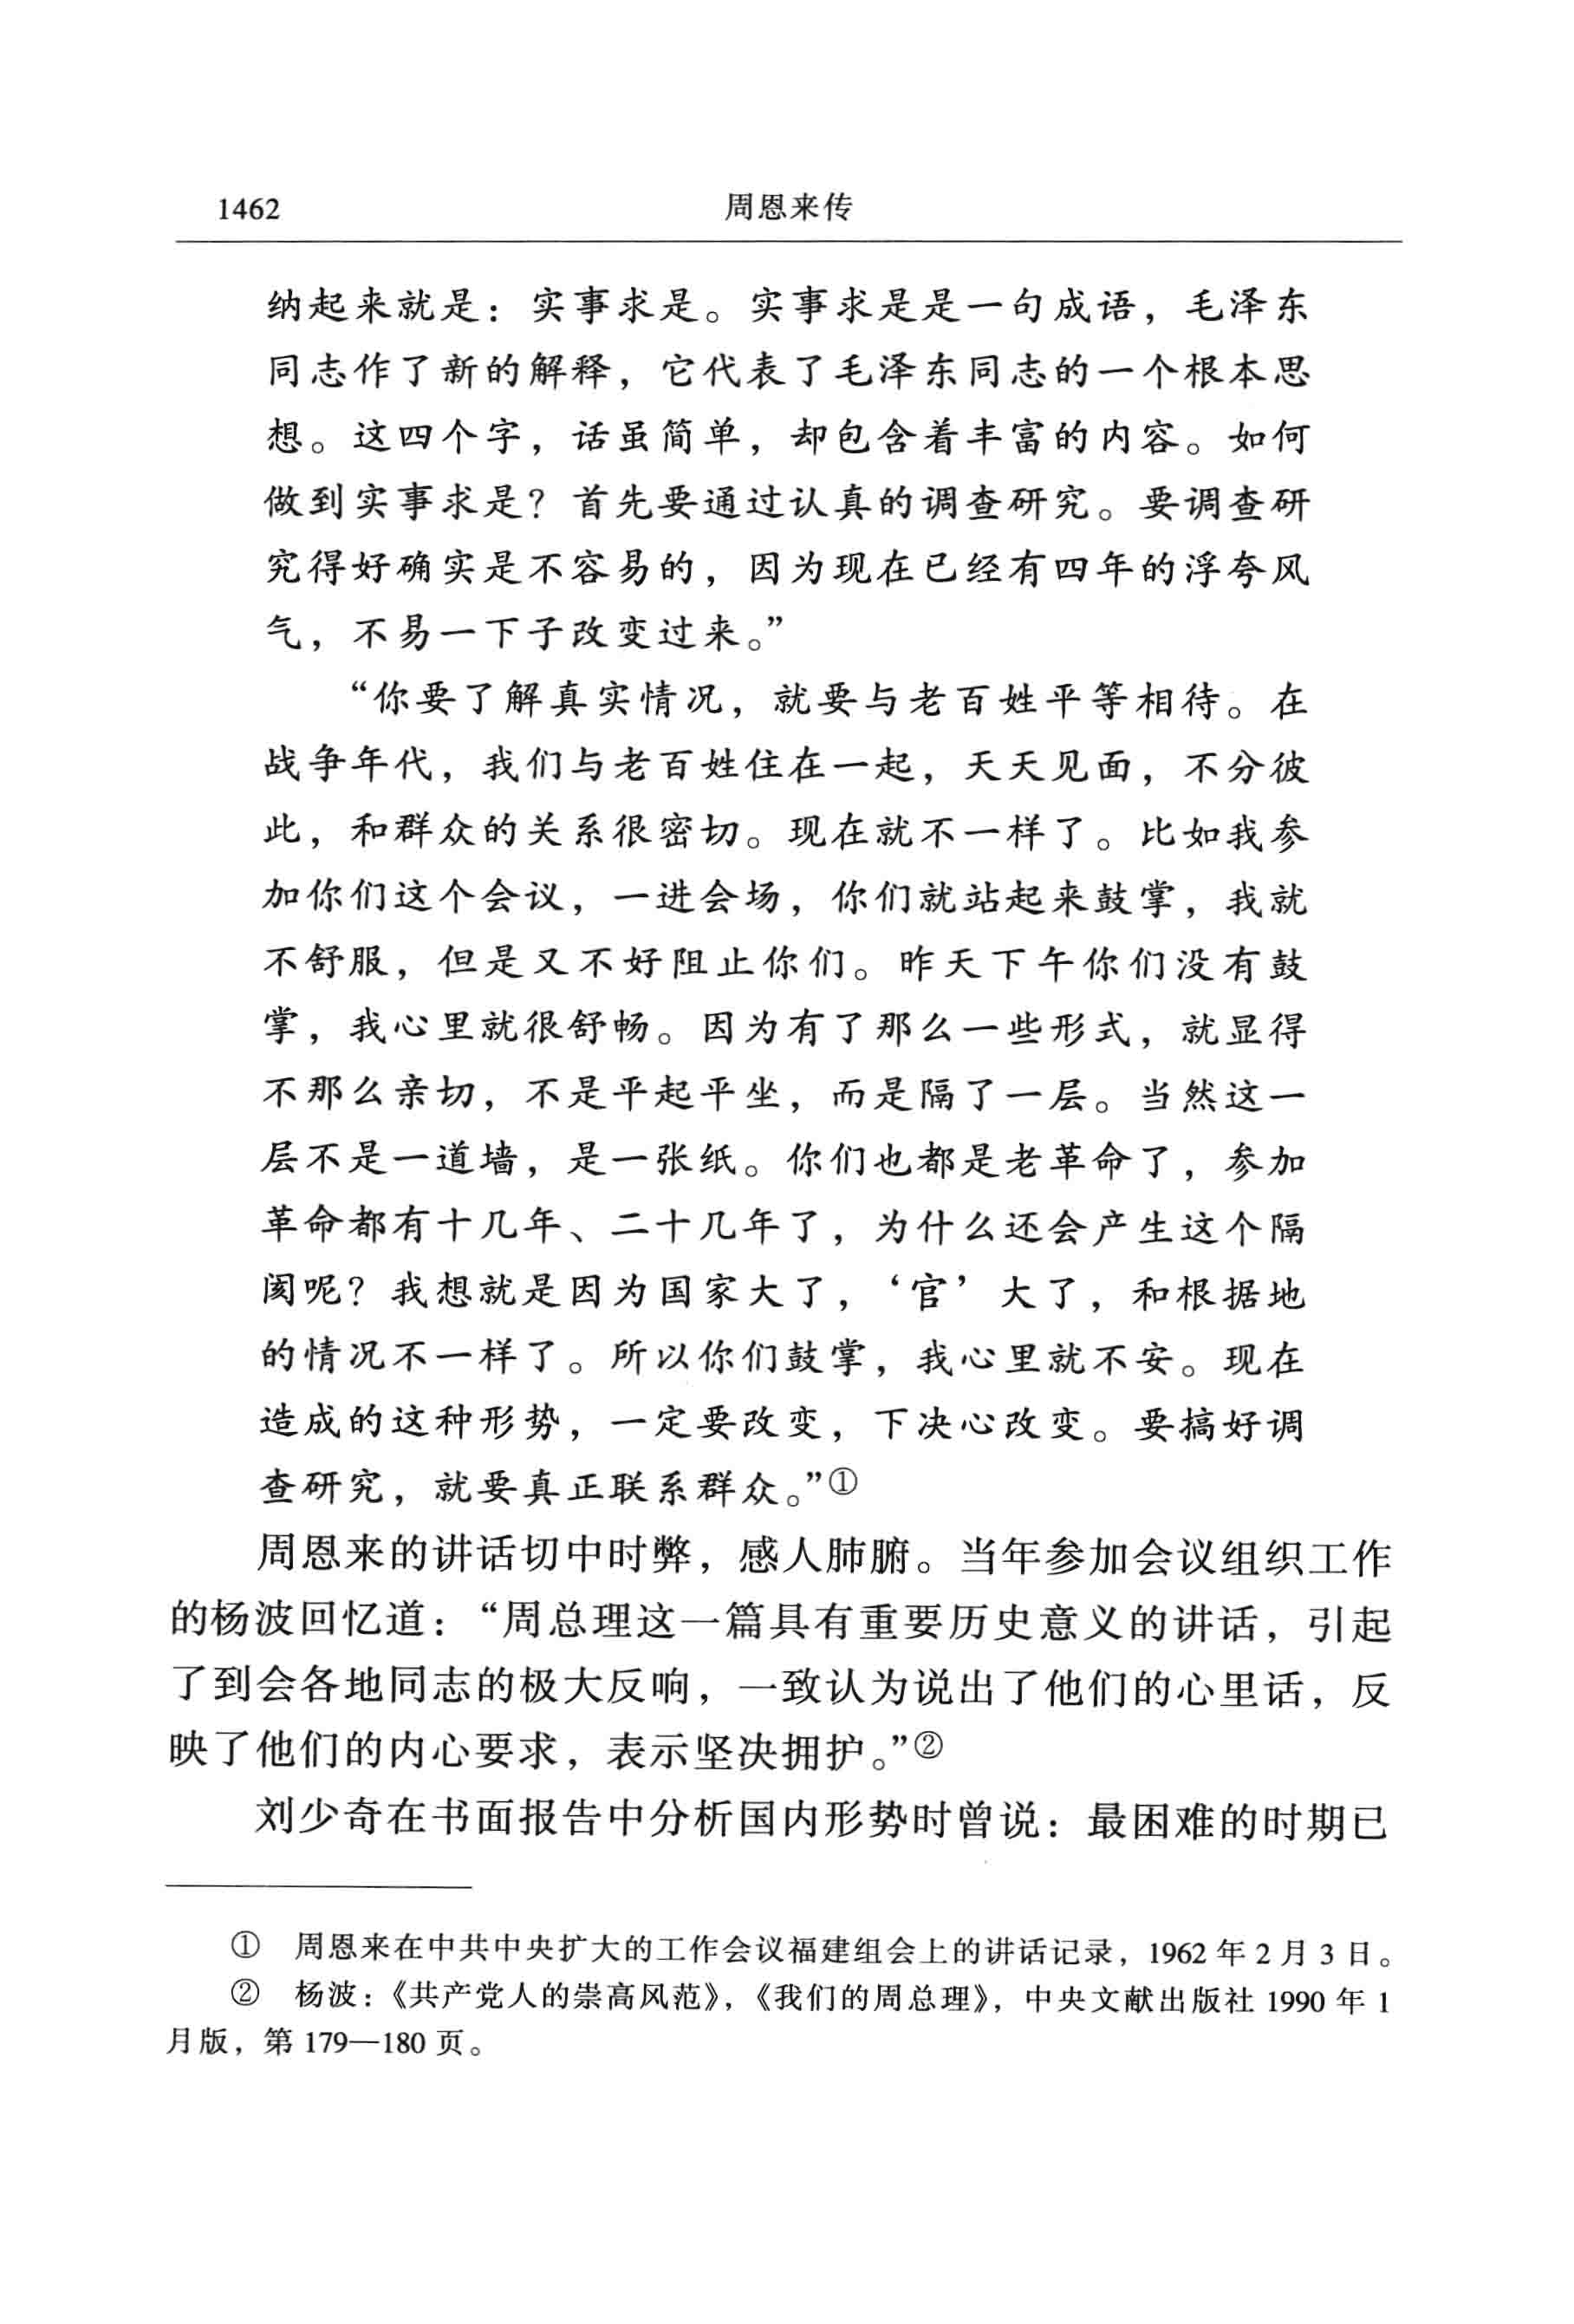 1462
周恩来传
纳起来就是：实事求是。实事求是是一句成语，毛泽东
同志作了新的解释，它代表了毛泽东同志的一个根本思
想。这四个字，话虽简单，却包含着丰富的内容。如何
做到实事求是？首先要通过认真的调查研究。要调查研
究得好确实是不容易的，因为现在已经有四年的浮夸风
气，不易一下子改变过来。”
“你要了解真实情况，就要与老百姓平等相待。在
战争年代，我们与老百姓住在一起，天天见面，不分彼
此，和群众的关系很密切。现在就不一样了。比如我参
加你们这个会议，一进会场，你们就站起来鼓掌，我就
不舒服，但是又不好阻止你们。昨天下午你们没有鼓
掌，我心里就很舒畅。因为有了那么一些形式，就显得
不那么亲切，不是平起平坐，而是隔了一层。当然这一
层不是一道墙，是一张纸。你们也都是老革命了，参加
革命都有十几年、二十几年了，为什么还会产生这个隔
阂呢？我想就是因为国家大了，‘官’大了，和根据地
的情况不一样了。所以你们鼓掌，我心里就不安。现在
造成的这种形势，一定要改变，下决心改变。要搞好调
查研究，就要真正联系群众。”①
周恩来的讲话切中时弊，感人肺腑。当年参加会议组织工作
的杨波回忆道：“周总理这一篇具有重要历史意义的讲话，引起
了到会各地同志的极大反响，一致认为说出了他们的心里话，反
映了他们的内心要求，表示坚决拥护。”②
刘少奇在书面报告中分析国内形势时曾说：最困难的时期已
① 周恩来在中共中央扩大的工作会议福建组会上的讲话记录，1962 年 2 月 3 日。
② 杨波：《共产党人的崇高风范》，《我们的周总理》，中央文献出版社 1990 年 1
月版，第 179—180 页。